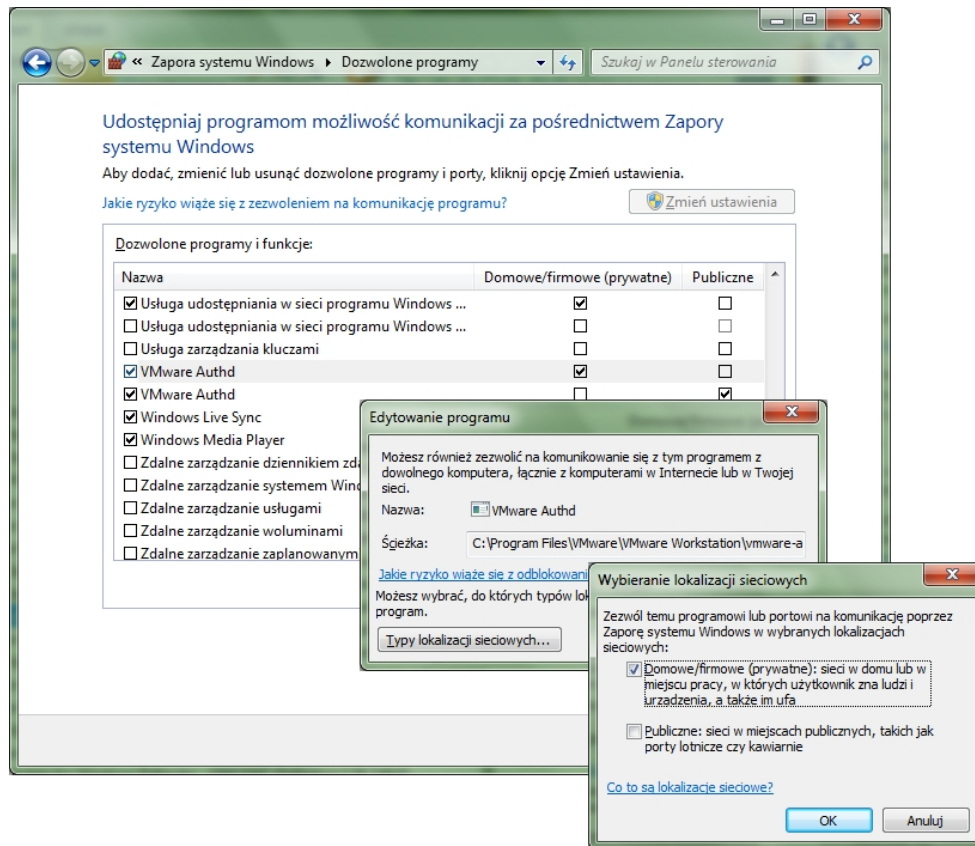 « Zapora systemu Windows ▸ Dozwolone programy
Szukaj w Panelu sterowania
Udostępniaj programom możliwość komunikacji za pośrednictwem Zapory
systemu Windows
Aby dodać, zmienić lub usunąć dozwolone programy i porty, kliknij opcję Zmień ustawienia.
Jakie ryzyko wiąże się z zezwoleniem na komunikację programu?
Zmień ustawienia
Dozwolone programy i funkcje:
Nazwa Domowe/firmowe (prywatne) Publiczne
Usługa udostępniania w sieci programu Windows ...
Usługa udostępniania w sieci programu Windows ...
Usługa zarządzania kluczami
VMware Authd
VMware Authd
Windows Live Sync
Windows Media Player
Zdalne zarządzanie dziennikiem zda
Zdalne zarządzanie systemem Wind
Zdalne zarządzanie usługami
Zdalne zarządzanie woluminami
Zdalne zarządzanie zaplanowanym
Edytowanie programu
Możesz również zezwolić na komunikowanie się z tym programem z
dowolnego komputera, łącznie z komputerami w Internecie lub w Twojej
sieci.
Nazwa: VMware Authd
Ścieżka: C:\Program Files\VMware\VMware Workstation\vmware-a
Jakie ryzyko wiąże się z odblokowani
Możesz wybrać, do których typów lok
program.
Typy lokalizacji sieciowych...
Wybieranie lokalizacji sieciowych
Zezwól temu programowi lub portowi na komunikację poprzez
Zaporę systemu Windows w wybranych lokalizacjach
sieciowych:
Domowe/firmowe (prywatne): sieci w domu lub w
miejscu pracy, w których użytkownik zna ludzi i
urządzenia, a także im ufa
Publiczne: sieci w miejscach publicznych, takich jak
porty lotnicze czy kawiarnie
Co to są lokalizacje sieciowe?
OK Anuluj